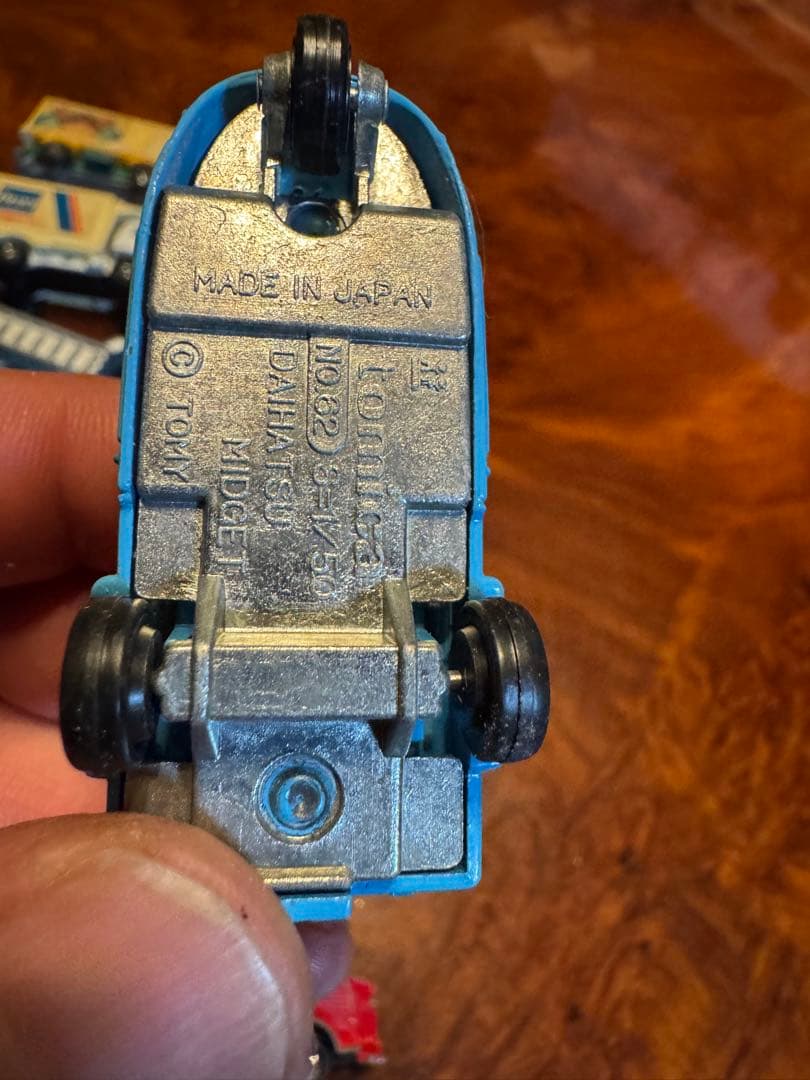 MADE IN JAPAN
tomica
NO.62 S=1/50
DAIHATSU
MIDGET
© TOMY